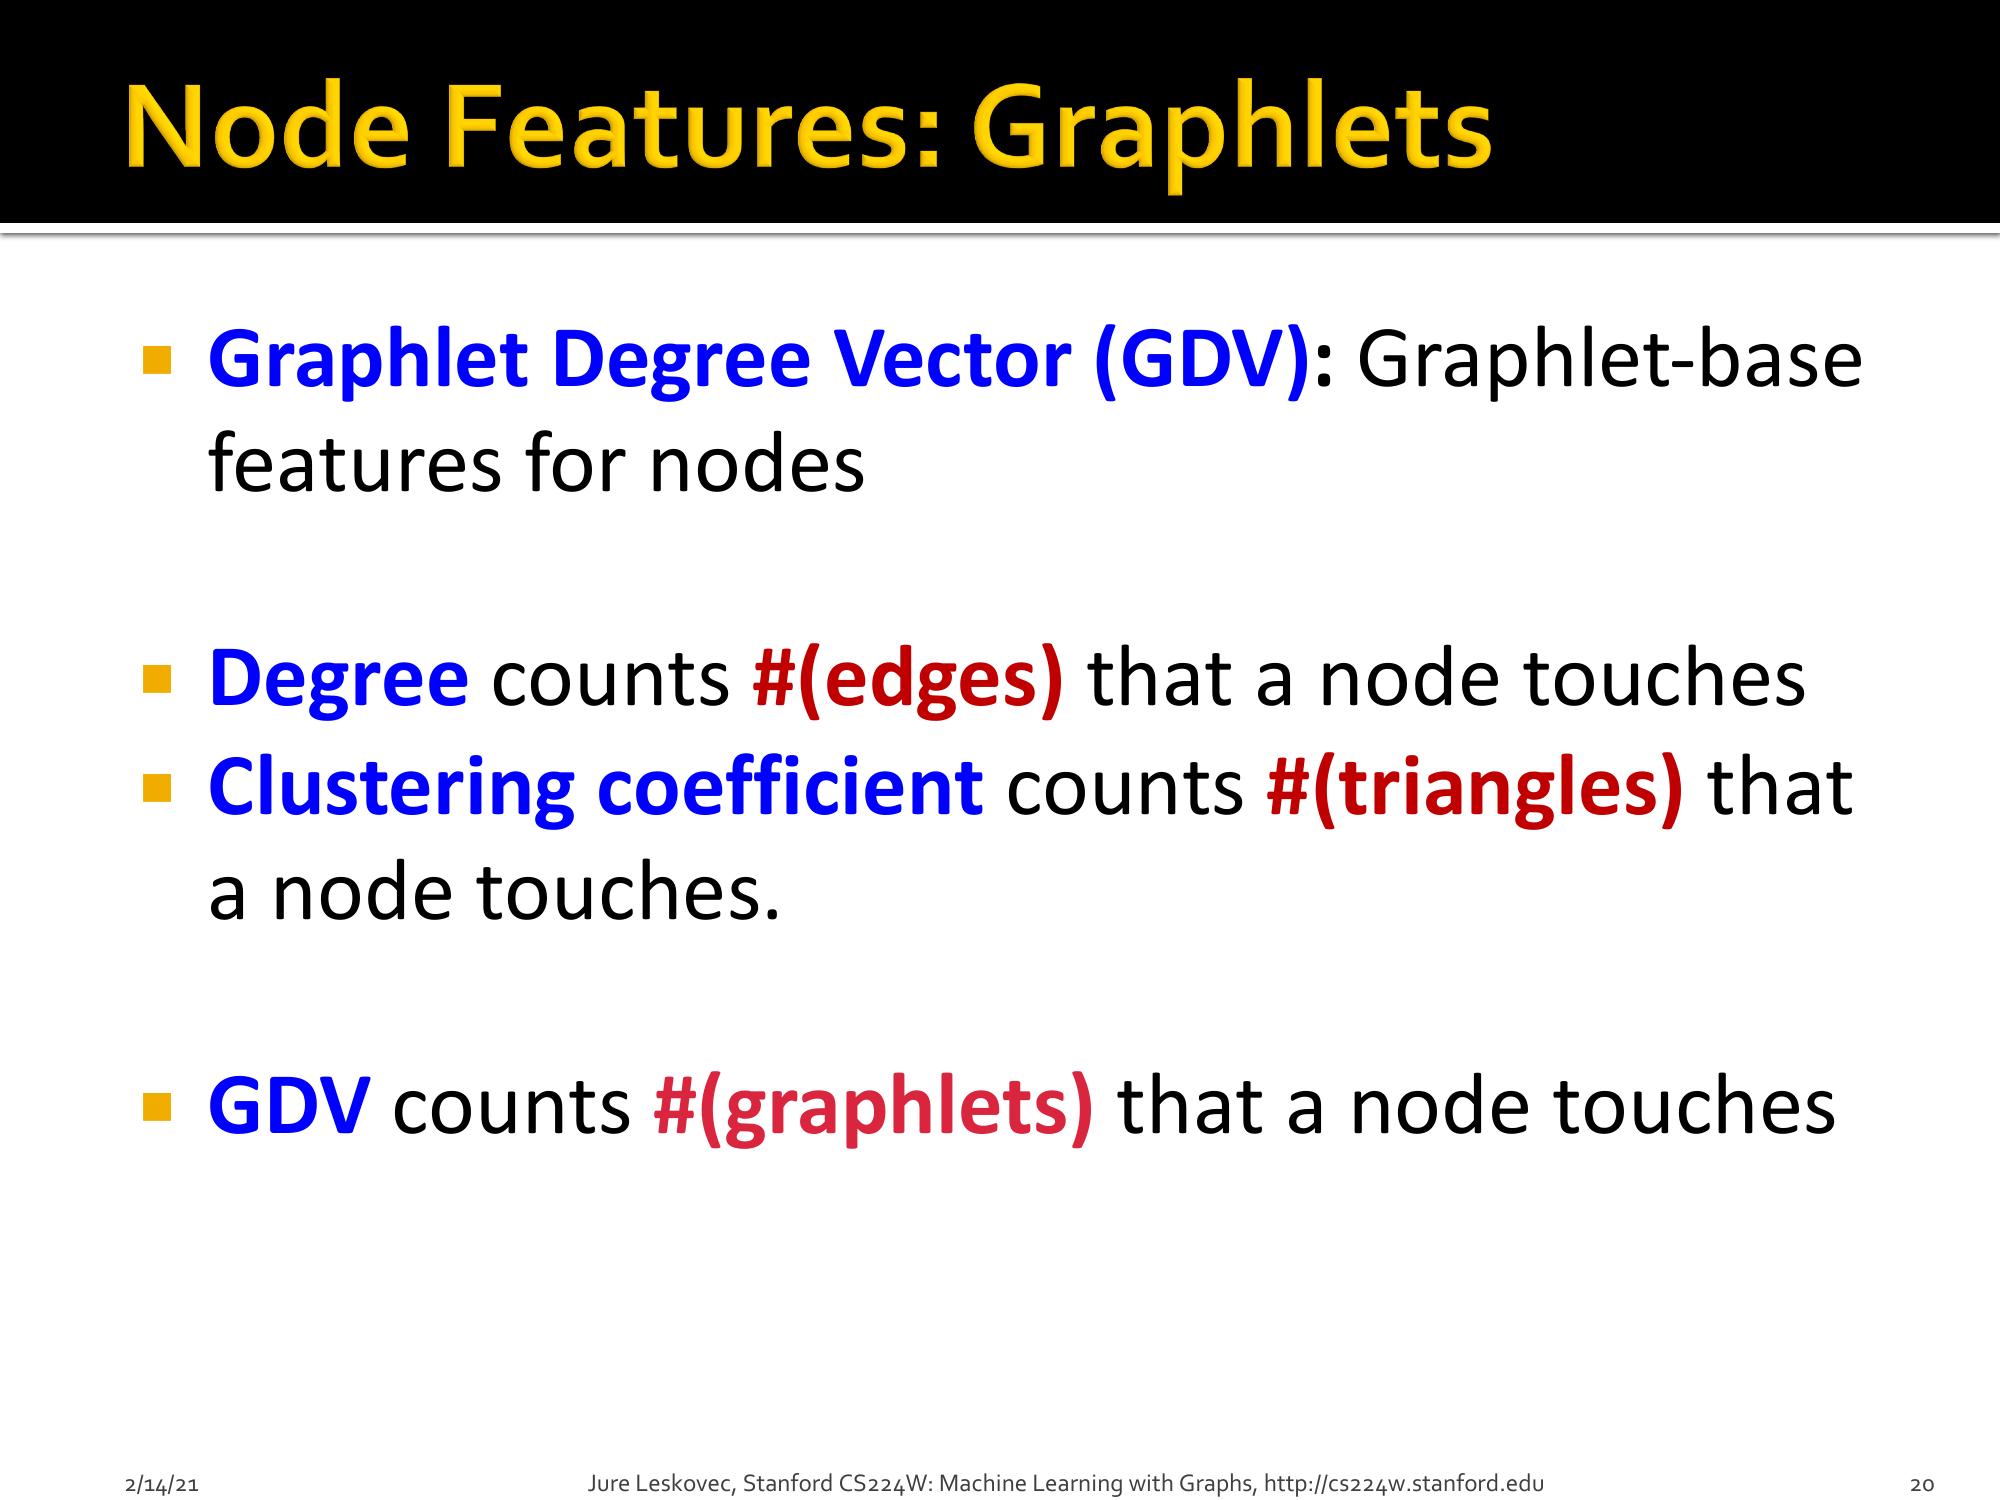 Node Features: Graphlets
Graphlet Degree Vector (GDV): Graphlet-base
features for nodes
Degree counts #(edges) that a node touches
Clustering coefficient counts #(triangles) that
a node touches.
GDV counts #(graphlets) that a node touches
2/14/21 Jure Leskovec, Stanford CS224W: Machine Learning with Graphs, http://cs224w.stanford.edu 20